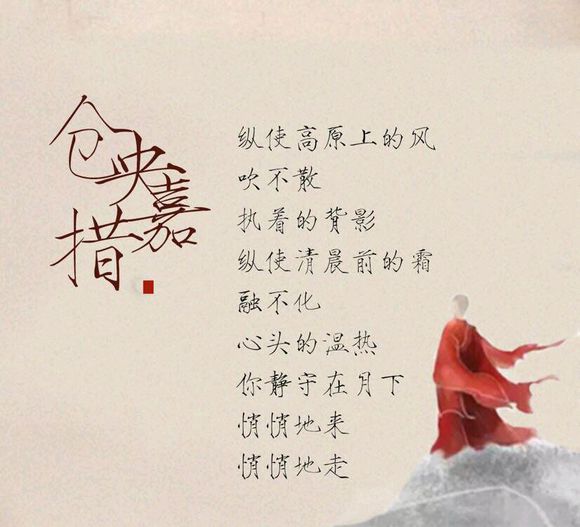 仓央嘉措
纵使高原上的风
吹不散
执着的背影
纵使清晨前的霜
融不化
心头的温热
你静守在月下
悄悄地来
悄悄地走